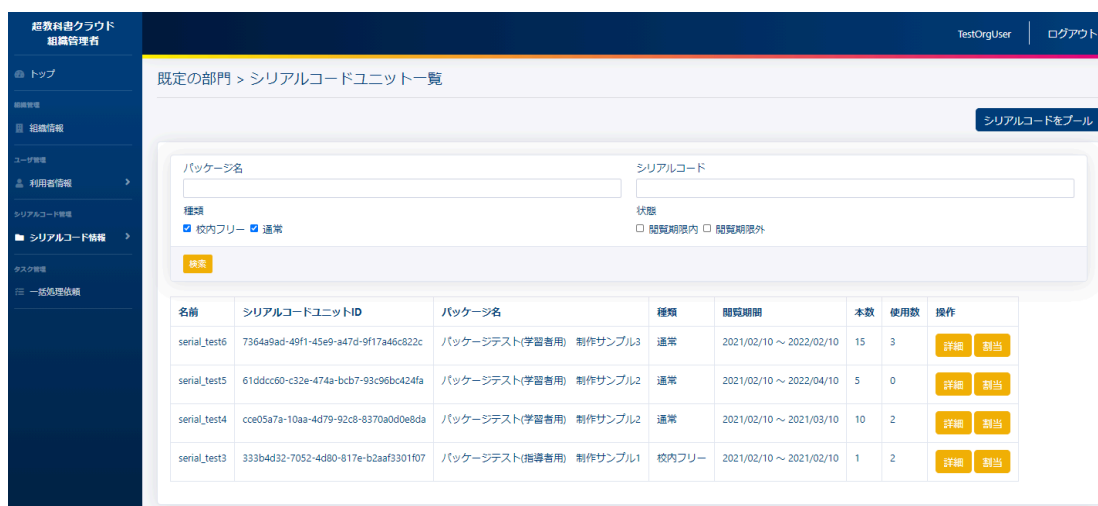 超教科書クラウド
組織管理者
TestOrgUser
ログアウト
トップ
既定の部門 > シリアルコードユニット一覧
組織管理
組織情報
シリアルコードをプール
ユーザ管理
利用者情報
シリアルコード管理
シリアルコード情報
タスク管理
一括処理依頼
パッケージ名 シリアルコード
種類 状態
校内フリー 通常 閲覧期限内 閲覧期限外
検索
名前 シリアルコードユニットID パッケージ名 種類 閲覧期間 本数 使用数 操作
serial_test6 7364a9ad-49f1-45e9-a47d-9f17a46c822c パッケージテスト(学習者用) 制作サンプル3 通常 2021/02/10 ～ 2022/02/10 15 3 詳細 割当
serial_test5 61ddcc60-c32e-474a-bcb7-93c96bc424fa パッケージテスト(学習者用) 制作サンプル2 通常 2021/02/10 ～ 2022/04/10 5 0 詳細 割当
serial_test4 cce05a7a-10aa-4d79-92c8-8370a0d0e8da パッケージテスト(学習者用) 制作サンプル2 通常 2021/02/10 ～ 2021/03/10 10 2 詳細 割当
serial_test3 333b4d32-7052-4d80-817e-b2aaf3301f07 パッケージテスト(指導者用) 制作サンプル1 校内フリー 2021/02/10 ～ 2021/02/10 1 2 詳細 割当